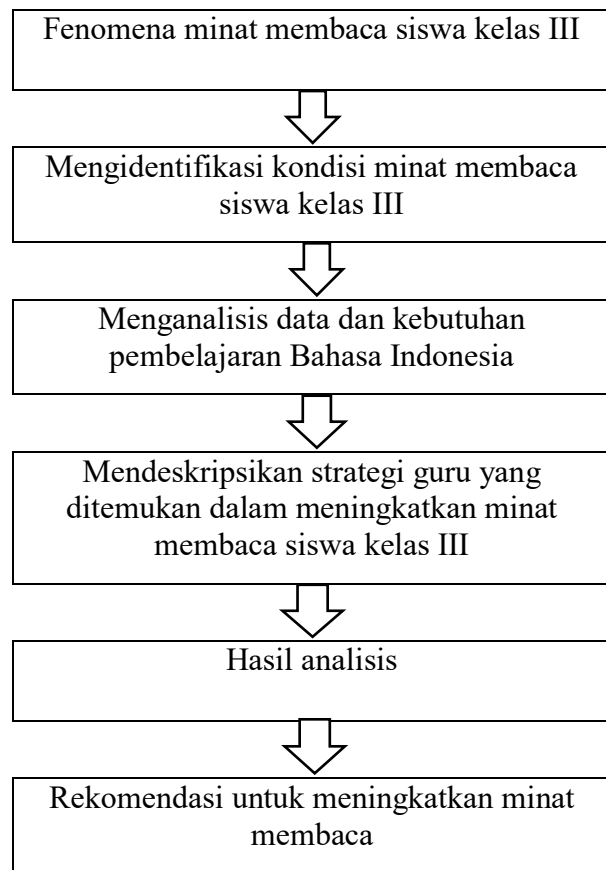 Fenomena minat membaca siswa kelas III
Mengidentifikasi kondisi minat membaca
siswa kelas III
Menganalisis data dan kebutuhan
pembelajaran Bahasa Indonesia
Mendeskripsikan strategi guru yang
ditemukan dalam meningkatkan minat
membaca siswa kelas III
Hasil analisis
Rekomendasi untuk meningkatkan minat
membaca